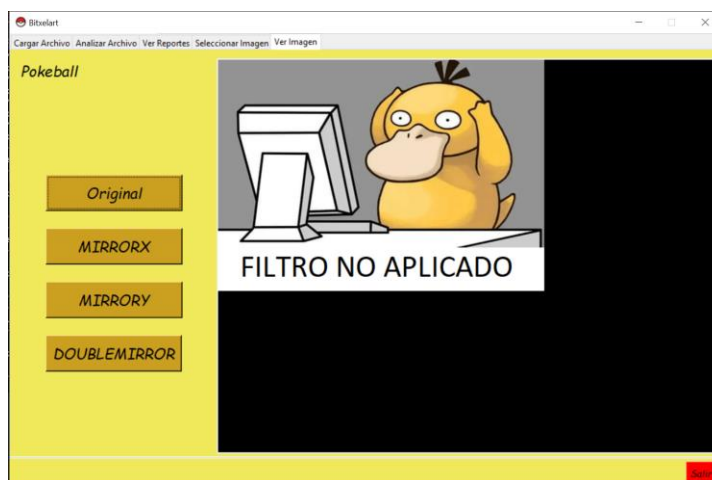 Bitxelart
Cargar Archivo Analizar Archivo Ver Reportes Seleccionar Imagen Ver Imagen
Pokeball
Original
MIRRORX
MIRRORY
DOUBLEMIRROR
FILTRO NO APLICADO